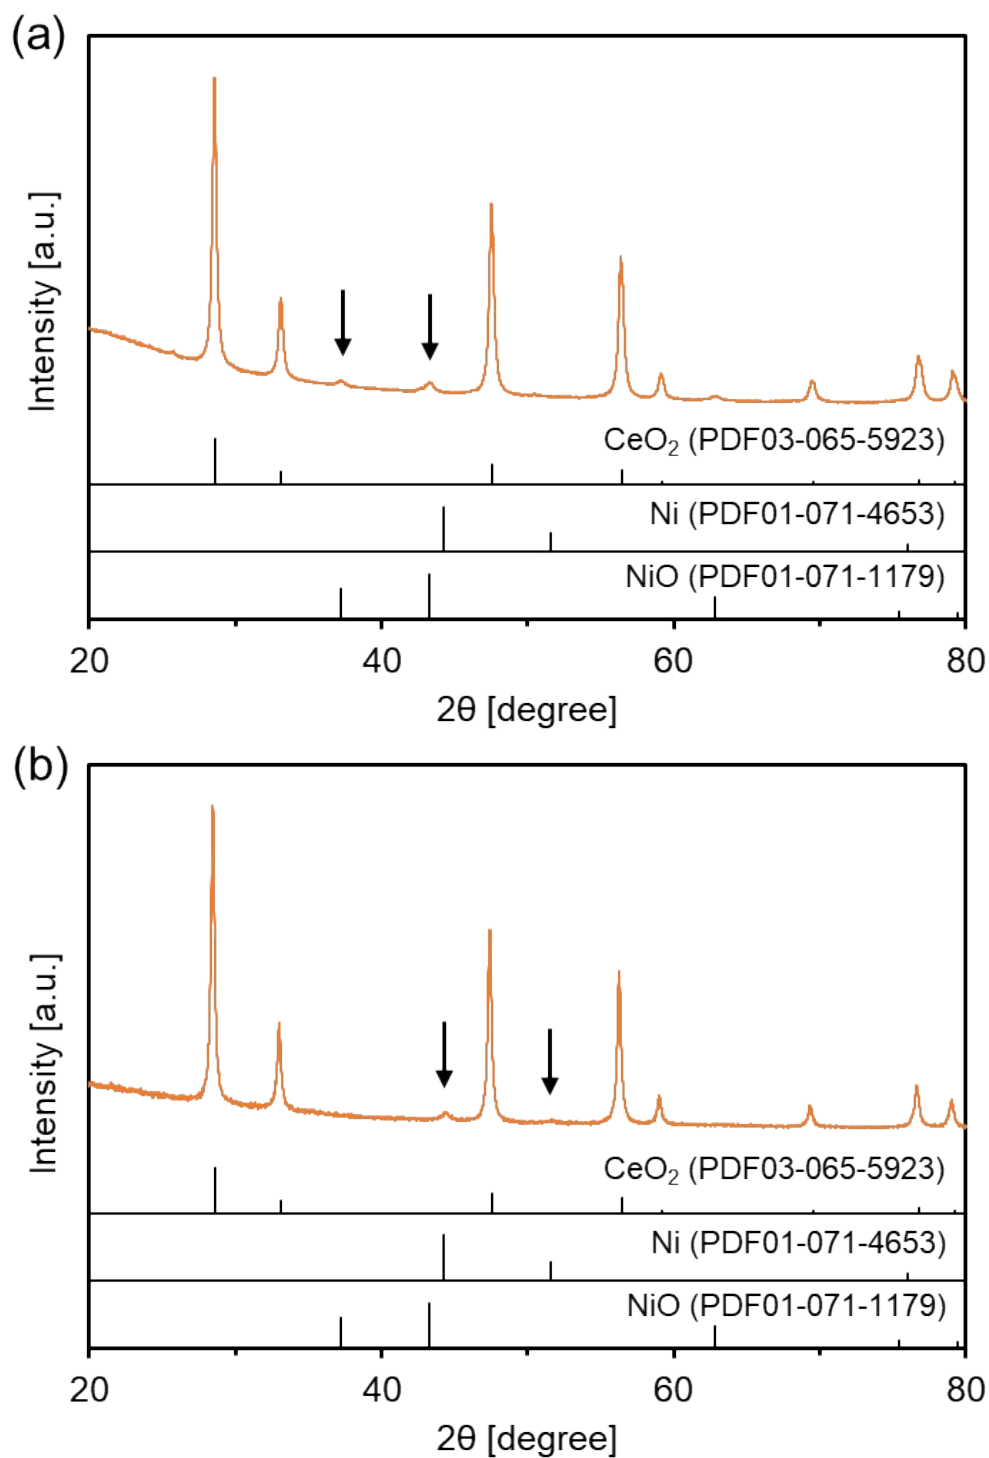 (a)
Intensity [a.u.]
CeO₂ (PDF03-065-5923)
Ni (PDF01-071-4653)
NiO (PDF01-071-1179)
20 40 60 80
2θ [degree]
(b)
Intensity [a.u.]
CeO₂ (PDF03-065-5923)
Ni (PDF01-071-4653)
NiO (PDF01-071-1179)
20 40 60 80
2θ [degree]